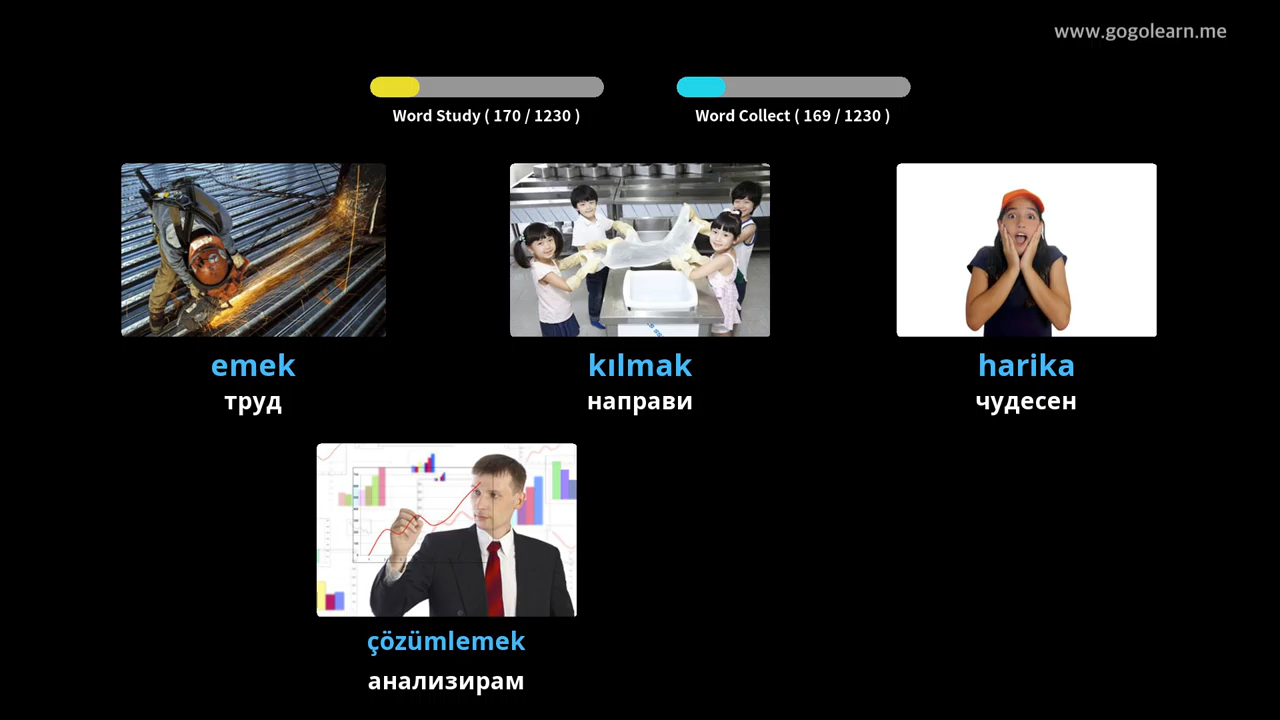 www.gogolearn.me
Word Study ( 170 / 1230 )
Word Collect ( 169 / 1230 )
emek
kılmak
harika
труд
направи
чудесен
çözümlemek
анализирам